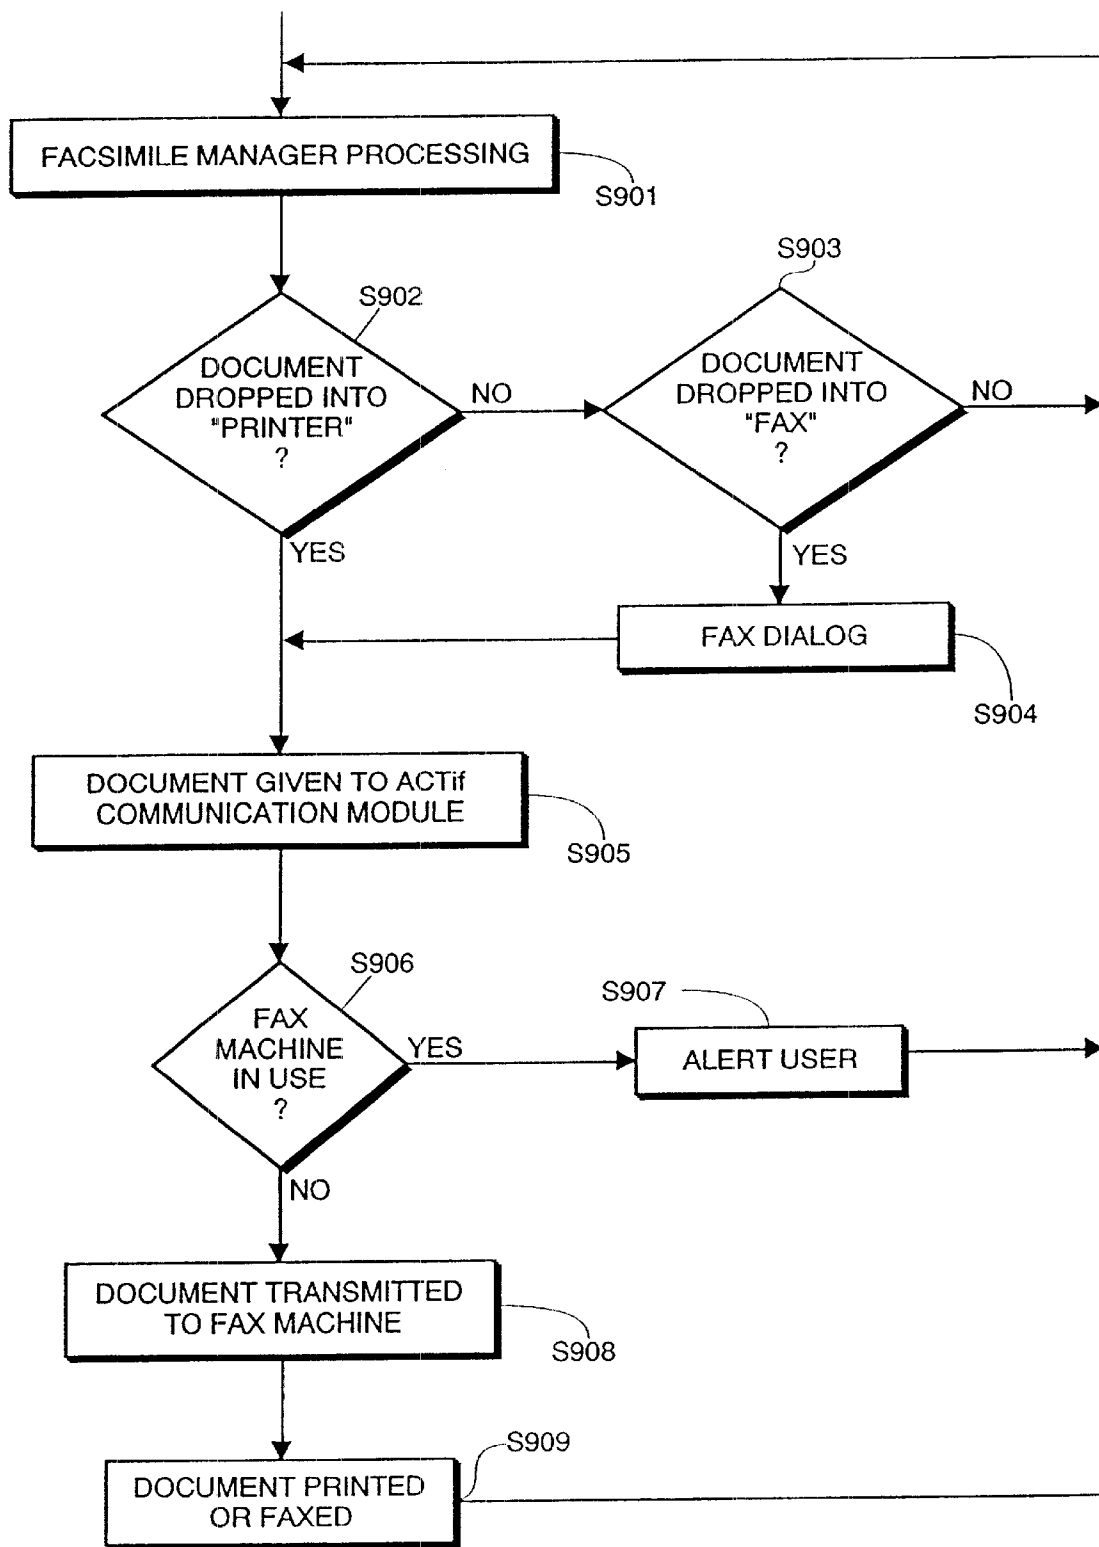 FACSIMILE MANAGER PROCESSING
S901
S903
S902
DOCUMENT
DROPPED INTO
"PRINTER"
?
NO
DOCUMENT
DROPPED INTO
"FAX"
?
NO
YES
YES
FAX DIALOG
S904
DOCUMENT GIVEN TO ACTif
COMMUNICATION MODULE
S905
S906
S907
FAX
MACHINE
IN USE
?
YES
ALERT USER
NO
DOCUMENT TRANSMITTED
TO FAX MACHINE
S908
S909
DOCUMENT PRINTED
OR FAXED